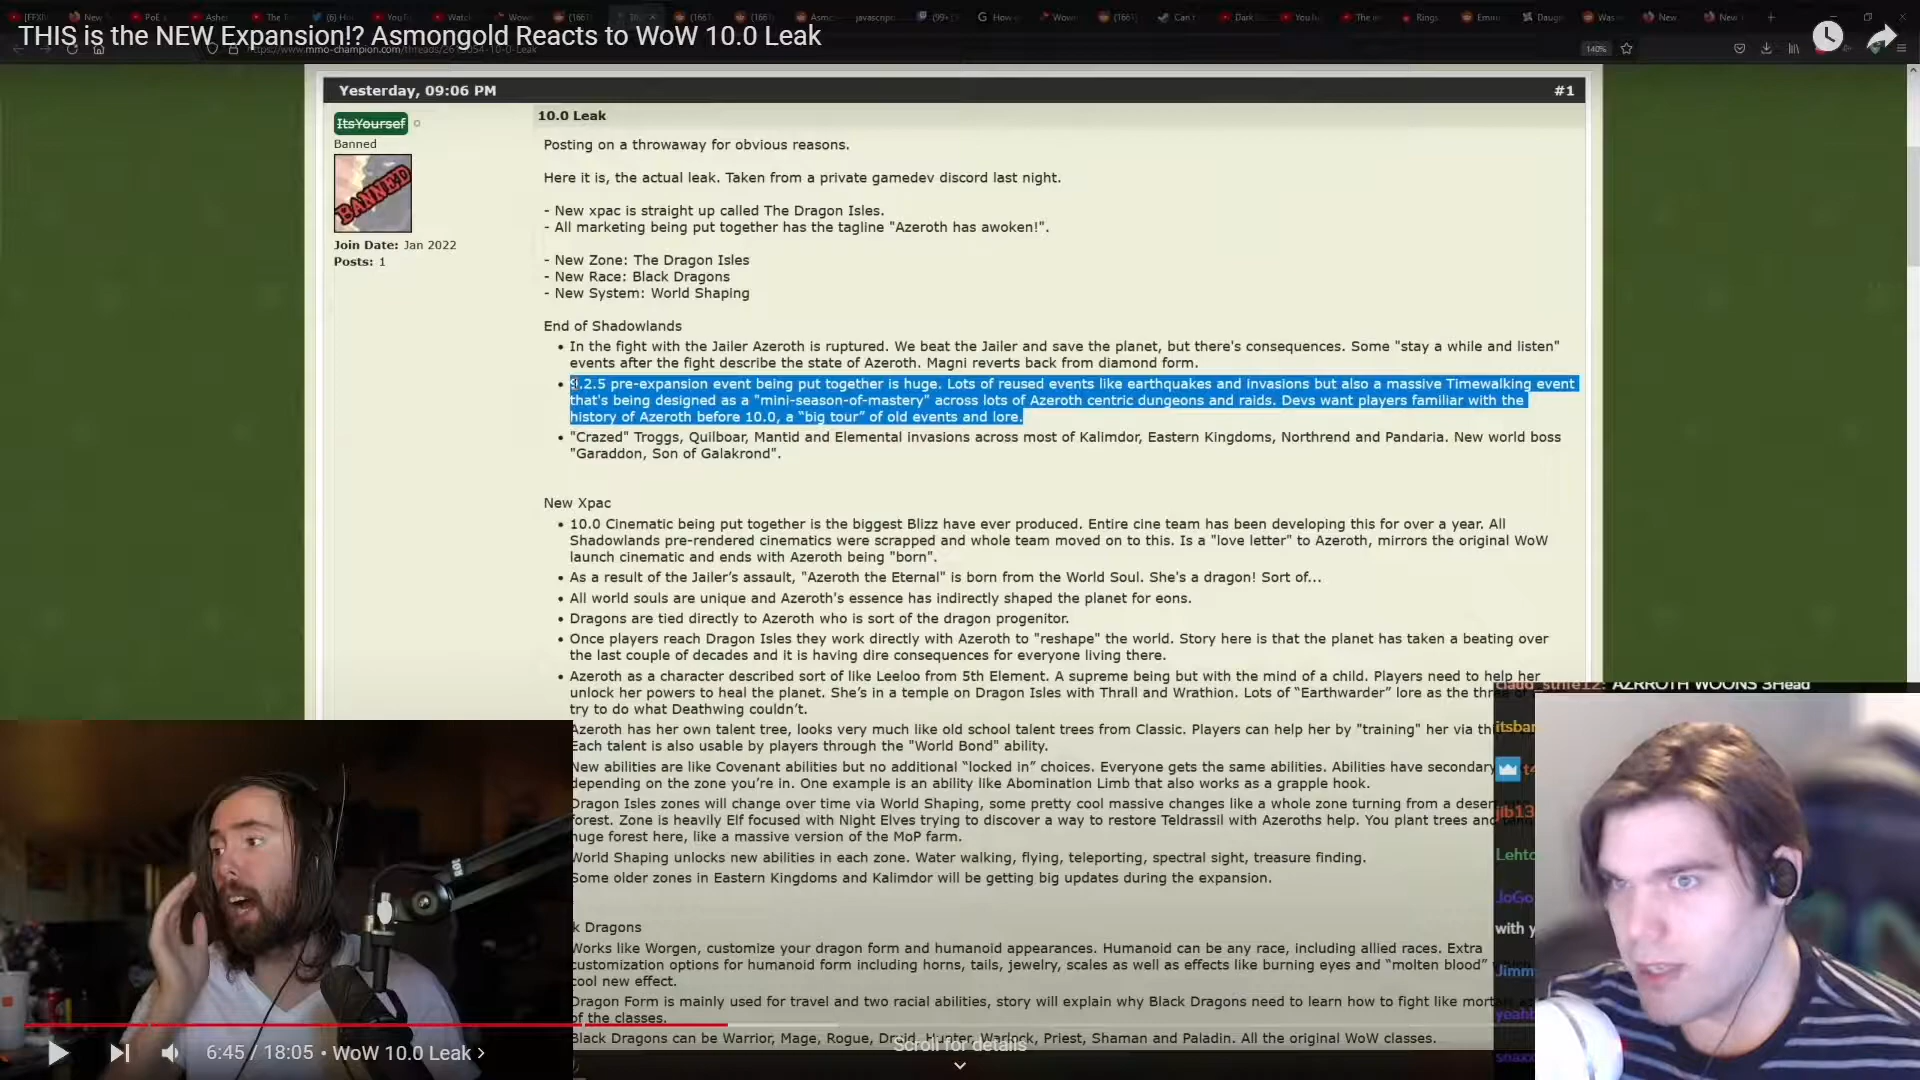 THIS is the NEW Expansion!? Asmongold Reacts to WoW 10.0 Leak
140%
Yesterday, 09:06 PM
#1
ItsYoursef
Banned
BANNED
Join Date: Jan 2022
Posts: 1
10.0 Leak
Posting on a throwaway for obvious reasons.
Here it is, the actual leak. Taken from a private gamedev discord last night.
- New xpac is straight up called The Dragon Isles.
- All marketing being put together has the tagline "Azeroth has awoken!".
- New Zone: The Dragon Isles
- New Race: Black Dragons
- New System: World Shaping
End of Shadowlands
• In the fight with the Jailer Azeroth is ruptured. We beat the Jailer and save the planet, but there's consequences. Some "stay a while and listen"
events after the fight describe the state of Azeroth. Magni reverts back from diamond form.
• 9.2.5 pre-expansion event being put together is huge. Lots of reused events like earthquakes and invasions but also a massive Timewalking event
that's being designed as a "mini-season-of-mastery" across lots of Azeroth centric dungeons and raids. Devs want players familiar with the
history of Azeroth before 10.0, a “big tour” of old events and lore.
• "Crazed" Troggs, Quilboar, Mantid and Elemental invasions across most of Kalimdor, Eastern Kingdoms, Northrend and Pandaria. New world boss
"Garaddon, Son of Galakrond".
New Xpac
• 10.0 Cinematic being put together is the biggest Blizz have ever produced. Entire cine team has been developing this for over a year. All
Shadowlands pre-rendered cinematics were scrapped and whole team moved on to this. Is a "love letter" to Azeroth, mirrors the original WoW
launch cinematic and ends with Azeroth being "born".
• As a result of the Jailer’s assault, "Azeroth the Eternal" is born from the World Soul. She's a dragon! Sort of...
• All world souls are unique and Azeroth's essence has indirectly shaped the planet for eons.
• Dragons are tied directly to Azeroth who is sort of the dragon progenitor.
• Once players reach Dragon Isles they work directly with Azeroth to "reshape" the world. Story here is that the planet has taken a beating over
the last couple of decades and it is having dire consequences for everyone living there.
• Azeroth as a character described sort of like Leeloo from 5th Element. A supreme being but with the mind of a child. Players need to help her
unlock her powers to heal the planet. She’s in a temple on Dragon Isles with Thrall and Wrathion. Lots of “Earthwarder” lore as the three
try to do what Deathwing couldn’t.
Azeroth has her own talent tree, looks very much like old school talent trees from Classic. Players can help her by "training" her via th
Each talent is also usable by players through the "World Bond" ability.
New abilities are like Covenant abilities but no additional “locked in” choices. Everyone gets the same abilities. Abilities have secondary
depending on the zone you’re in. One example is an ability like Abomination Limb that also works as a grapple hook.
Dragon Isles zones will change over time via World Shaping, some pretty cool massive changes like a whole zone turning from a deser
forest. Zone is heavily Elf focused with Night Elves trying to discover a way to restore Teldrassil with Azeroths help. You plant trees and
huge forest here, like a massive version of the MoP farm.
World Shaping unlocks new abilities in each zone. Water walking, flying, teleporting, spectral sight, treasure finding.
Some older zones in Eastern Kingdoms and Kalimdor will be getting big updates during the expansion.
k Dragons
Works like Worgen, customize your dragon form and humanoid appearances. Humanoid can be any race, including allied races. Extra
customization options for humanoid form including horns, tails, jewelry, scales as well as effects like burning eyes and “molten blood”
cool new effect.
Dragon Form is mainly used for travel and two racial abilities, story will explain why Black Dragons need to learn how to fight like mort
of the classes.
Black Dragons can be Warrior, Mage, Rogue, Druid, Hunter, Warlock, Priest, Shaman and Paladin. All the original WoW classes.
AZRROTH WOONS 3Head
itsbar
jlb13
Lehto
JoGo
with y
Jimm
yeah
snax
6:45 / 18:05 • WoW 10.0 Leak
Scroll for details